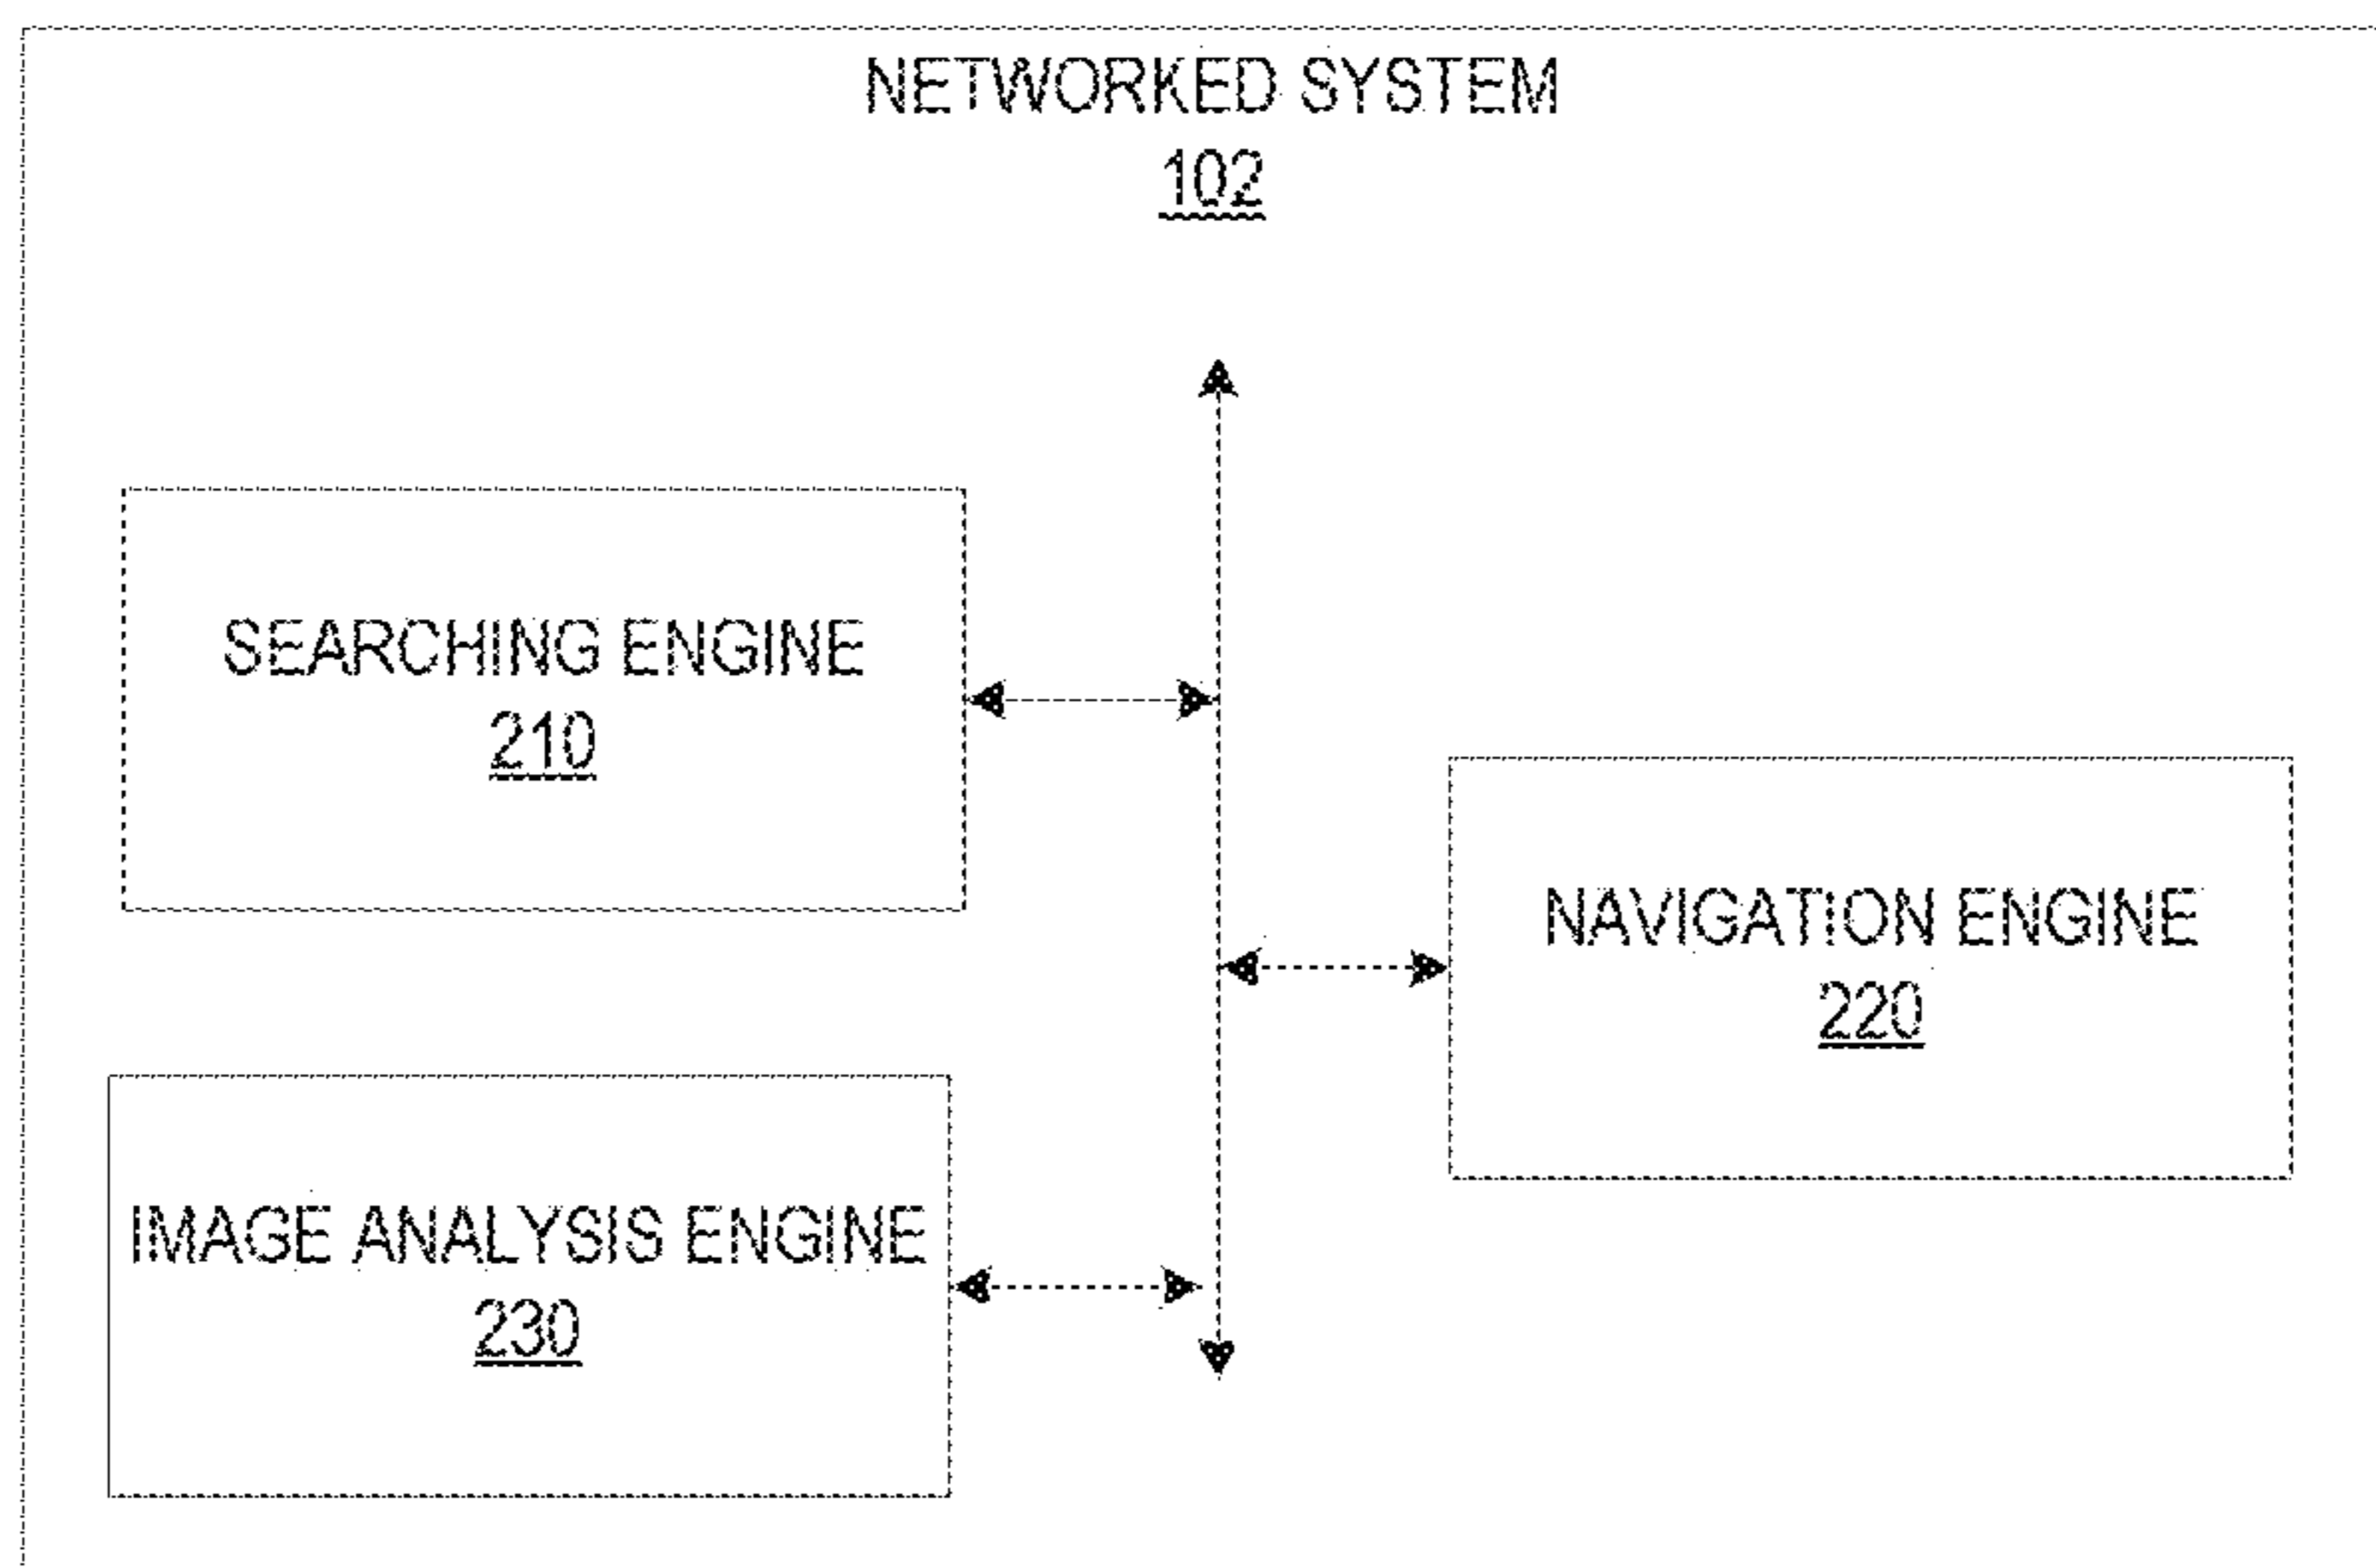 NETWORKED SYSTEM
102
SEARCHING ENGINE
210
NAVIGATION ENGINE
220
IMAGE ANALYSIS ENGINE
230